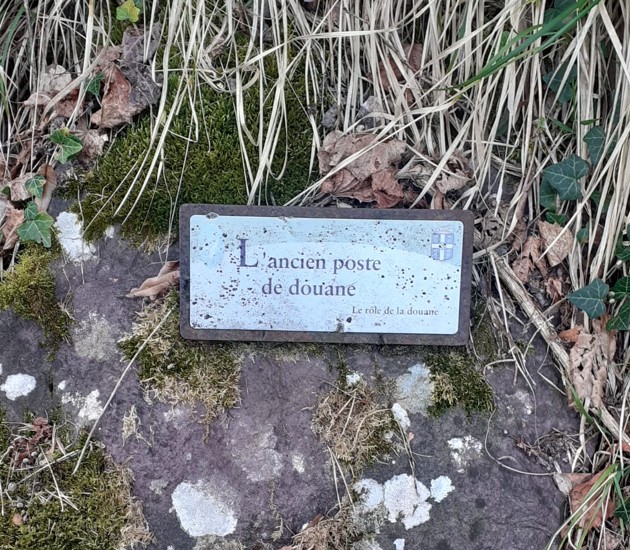 L'ancien poste
de douane
Le rôle de la douane